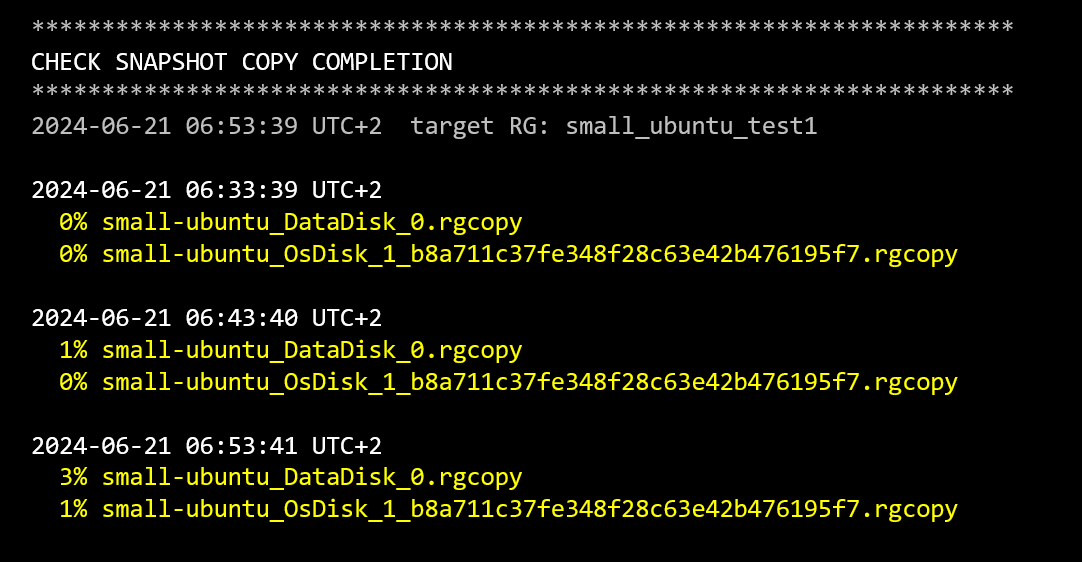 **********************************************************************
CHECK SNAPSHOT COPY COMPLETION
**********************************************************************
2024-06-21 06:53:39 UTC+2  target RG: small_ubuntu_test1

2024-06-21 06:33:39 UTC+2
  0% small-ubuntu_DataDisk_0.rgcopy
  0% small-ubuntu_OsDisk_1_b8a711c37fe348f28c63e42b476195f7.rgcopy

2024-06-21 06:43:40 UTC+2
  1% small-ubuntu_DataDisk_0.rgcopy
  0% small-ubuntu_OsDisk_1_b8a711c37fe348f28c63e42b476195f7.rgcopy

2024-06-21 06:53:41 UTC+2
  3% small-ubuntu_DataDisk_0.rgcopy
  1% small-ubuntu_OsDisk_1_b8a711c37fe348f28c63e42b476195f7.rgcopy